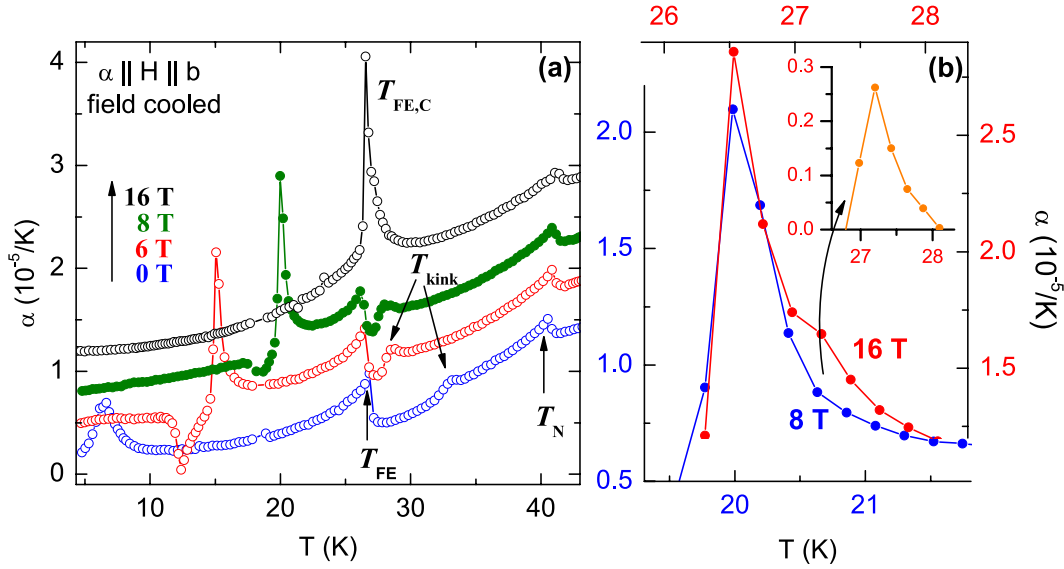 26 27 28
4
α ∥ H ∥ b
field cooled
(a)
T_FE,C
0.3
(b)
2.0
2.5
3
16 T
8 T
6 T
0 T
0.2
α (10⁻⁵/K)
2
T_kink
0.1
0.0
27 28
1.5
2.0
α (10⁻⁵/K)
1
16 T
1.0
1.5
8 T
T_FE
T_N
0
0.5
10 20 30 40
20 21
T (K)
T (K)